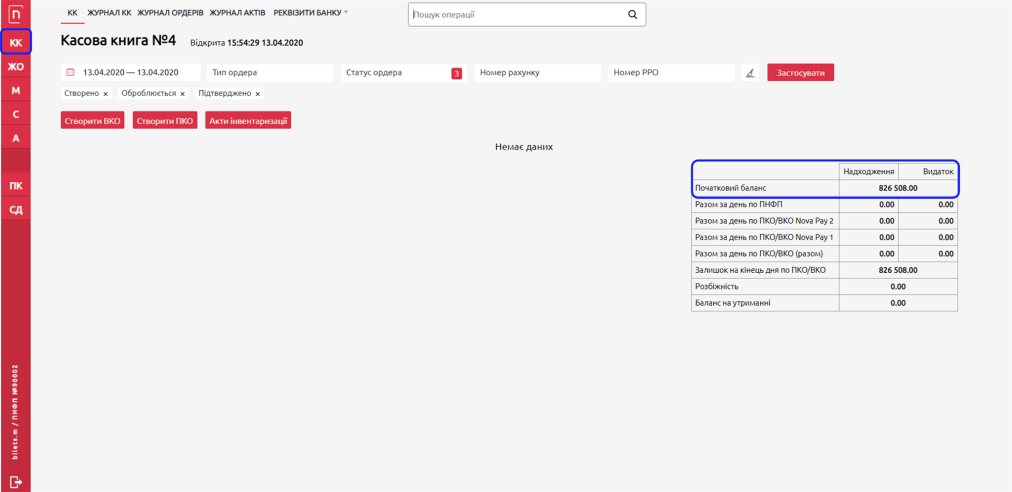 n
КК ЖУРНАЛ КК ЖУРНАЛ ОРДЕРІВ ЖУРНАЛ АКТІВ РЕКВІЗИТИ БАНКУ
Пошук операції
КК
ЖО
М
С
А
ПК
СД
bilets.m / ПНФП №90002
Касова книга №4 Відкрита 15:54:29 13.04.2020
13.04.2020 — 13.04.2020 Тип ордера Статус ордера 3 Номер рахунку Номер РРО Застосувати
Створено x Оброблюється x Підтверджено x
Створити ВКО Створити ПКО Акти інвентаризації
Немає даних
Надходження Видаток
Початковий баланс 826 508.00
Разом за день по ПНФП 0.00 0.00
Разом за день по ПКО/ВКО Nova Pay 2 0.00 0.00
Разом за день по ПКО/ВКО Nova Pay 1 0.00 0.00
Разом за день по ПКО/ВКО (разом) 0.00 0.00
Залишок на кінець дня по ПКО/ВКО 826 508.00
Розбіжність 0.00
Баланс на утриманні 0.00